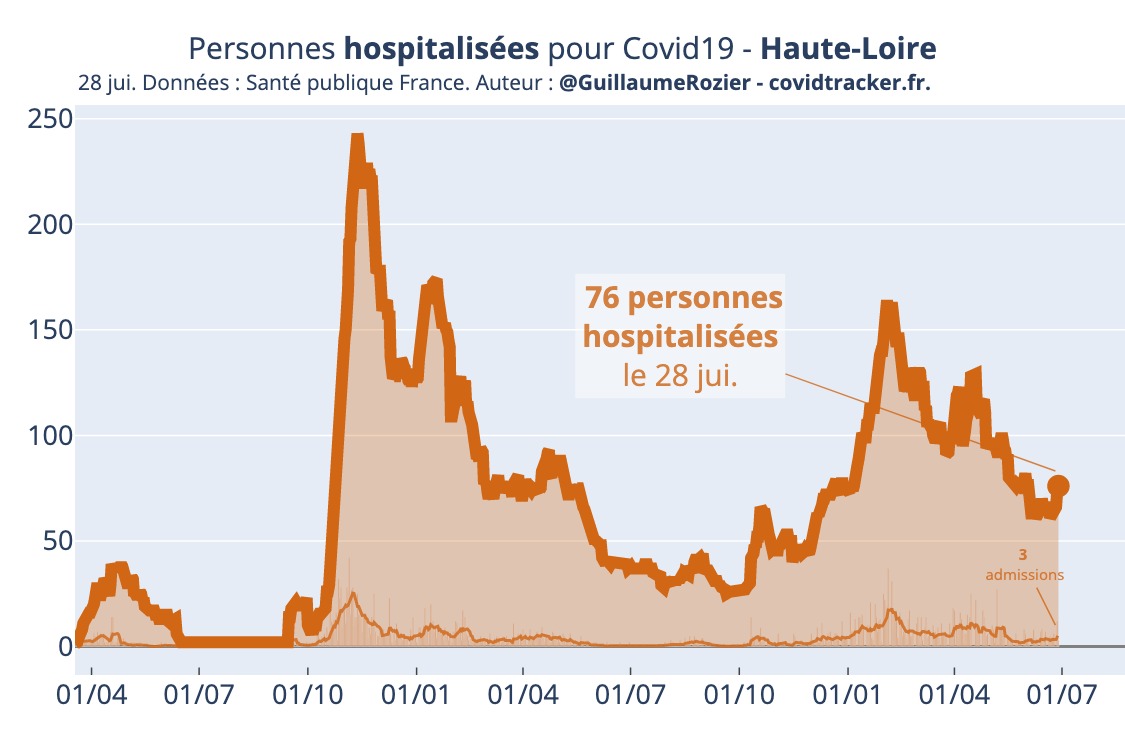 Personnes hospitalisées pour Covid19 - Haute-Loire
28 jui. Données : Santé publique France. Auteur : @GuillaumeRozier - covidtracker.fr.
250
200
150
100
50
0
76 personnes
hospitalisées
le 28 jui.
3
admissions
01/04 01/07 01/10 01/01 01/04 01/07 01/10 01/01 01/04 01/07